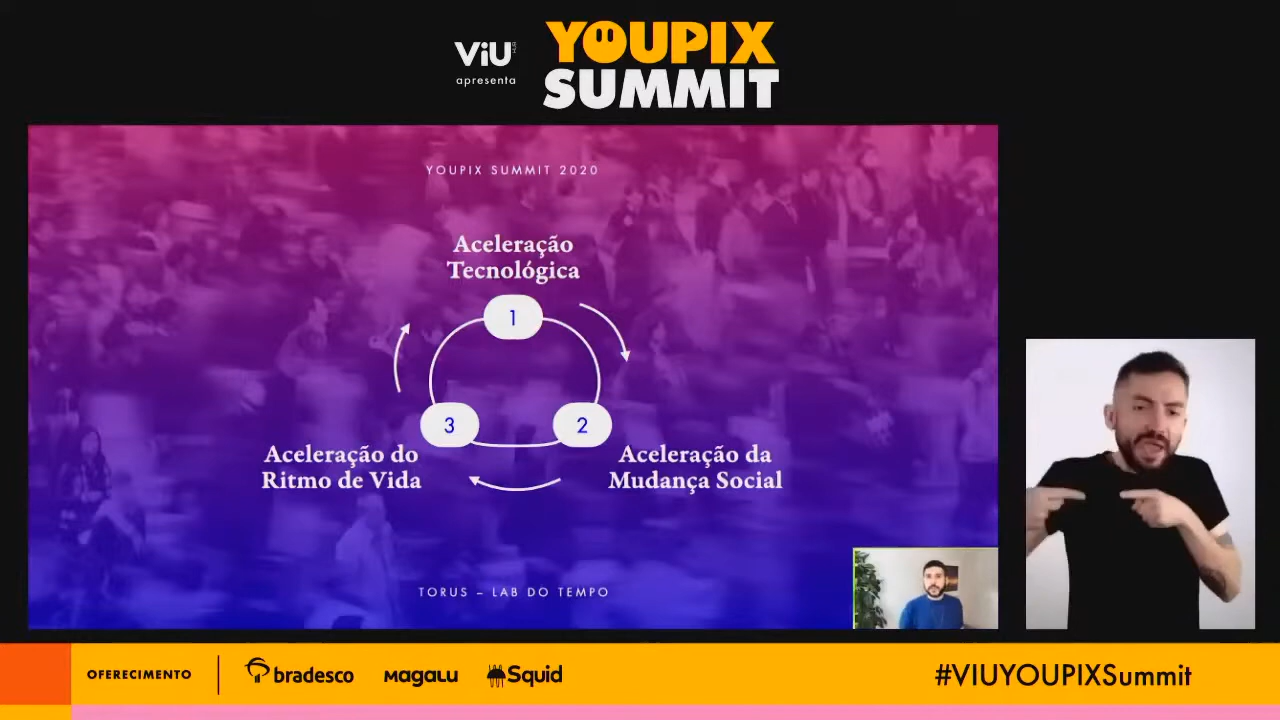 ViU HUB
apresenta
YOUPIX
SUMMIT
YOUPIX SUMMIT 2020
Aceleração
Tecnológica
1
3
2
Aceleração do
Ritmo de Vida
Aceleração da
Mudança Social
TORUS – LAB DO TEMPO
OFERECIMENTO
bradesco
MAGALU
Squid
#VIUYOUPIXSummit